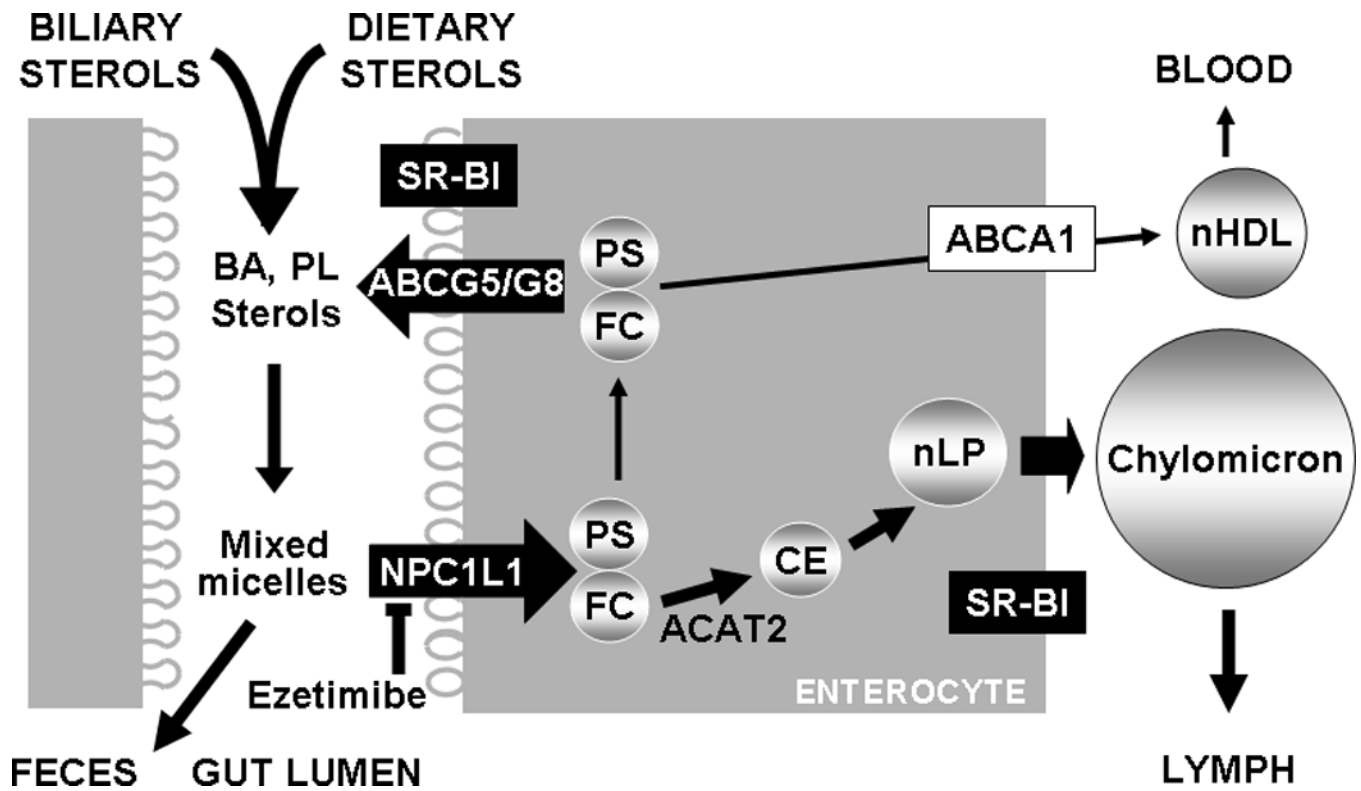 BILIARY
STEROLS
DIETARY
STEROLS
BLOOD
SR-BI
nHDL
ABCA1
PS
FC
ABCG5/G8
BA, PL
Sterols
Chylomicron
nLP
Mixed
micelles
NPC1L1
PS
FC
CE
ACAT2
SR-BI
Ezetimibe
ENTEROCYTE
FECES
GUT LUMEN
LYMPH